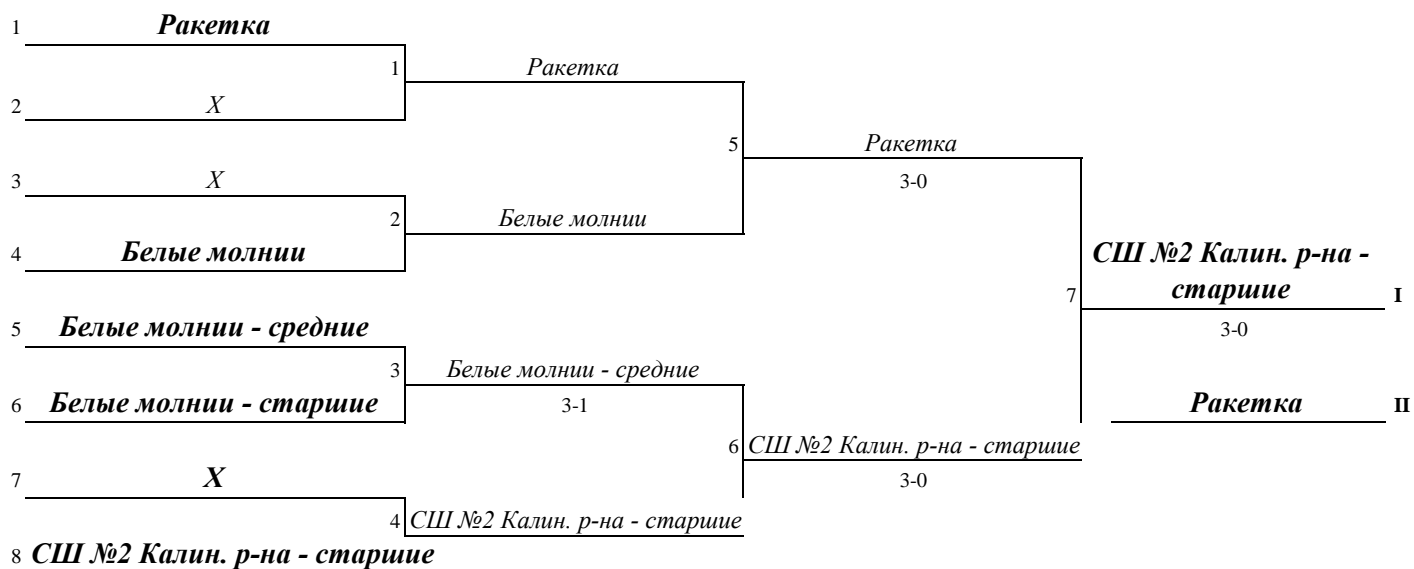 1 Ракетка
1 Ракетка
2 X
5 Ракетка
3 X
3-0
2 Белые молнии
4 Белые молнии
СШ №2 Калин. р-на -
7 старшие I
5 Белые молнии - средние
3-0
3 Белые молнии - средние
6 Белые молнии - старшие
3-1
Ракетка II
6 СШ №2 Калин. р-на - старшие
7 X
3-0
4 СШ №2 Калин. р-на - старшие
8 СШ №2 Калин. р-на - старшие